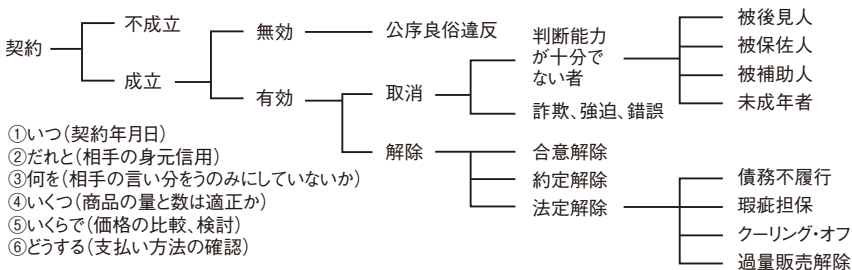 契約
不成立
成立
無効
有効
公序良俗違反
取消
解除
判断能力
が十分で
ない者
詐欺、強迫、錯誤
合意解除
約定解除
法定解除
被後見人
被保佐人
被補助人
未成年者
債務不履行
瑕疵担保
クーリング・オフ
過量販売解除
①いつ(契約年月日)
②だれと(相手の身元信用)
③何を(相手の言い分をうのみにしていないか)
④いくつ(商品の量と数は適正か)
⑤いくらで(価格の比較、検討)
⑥どうする(支払い方法の確認)